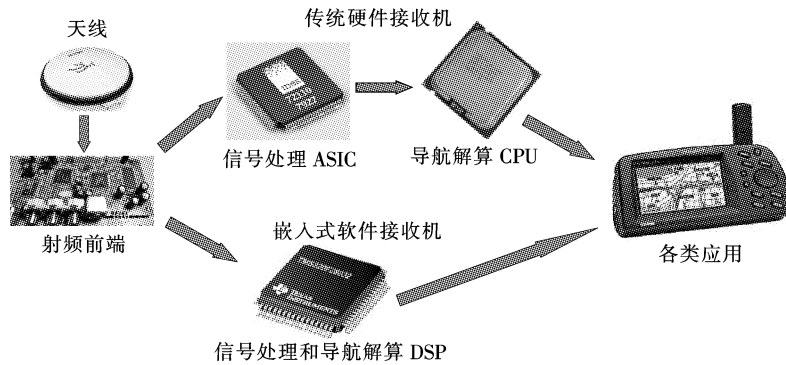 传统硬件接收机
天线
信号处理 ASIC
导航解算 CPU
射频前端
嵌入式软件接收机
各类应用
TEXAS
INSTRUMENTS
信号处理和导航解算 DSP